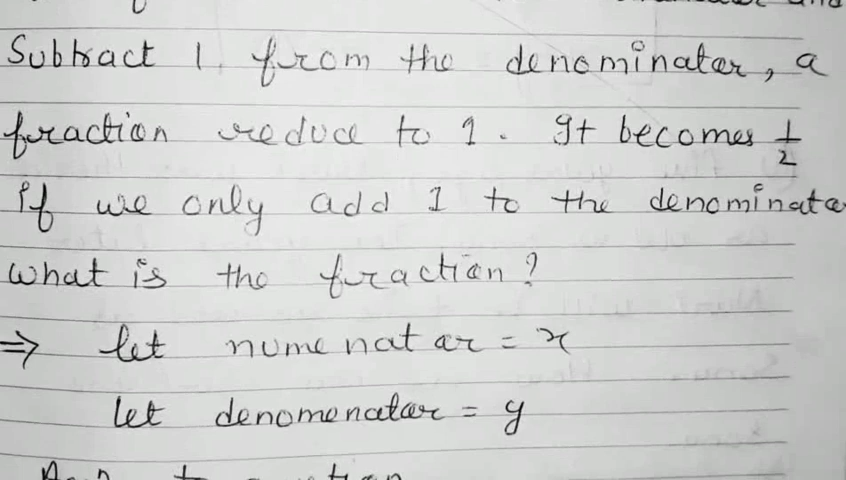 Subtract 1 from the denominater, a
fraction reduce to 1. It becomes 1/2
if we only add 1 to the denominate
what is the fraction?
⇒ let numenatar = x
let denomenatar = y